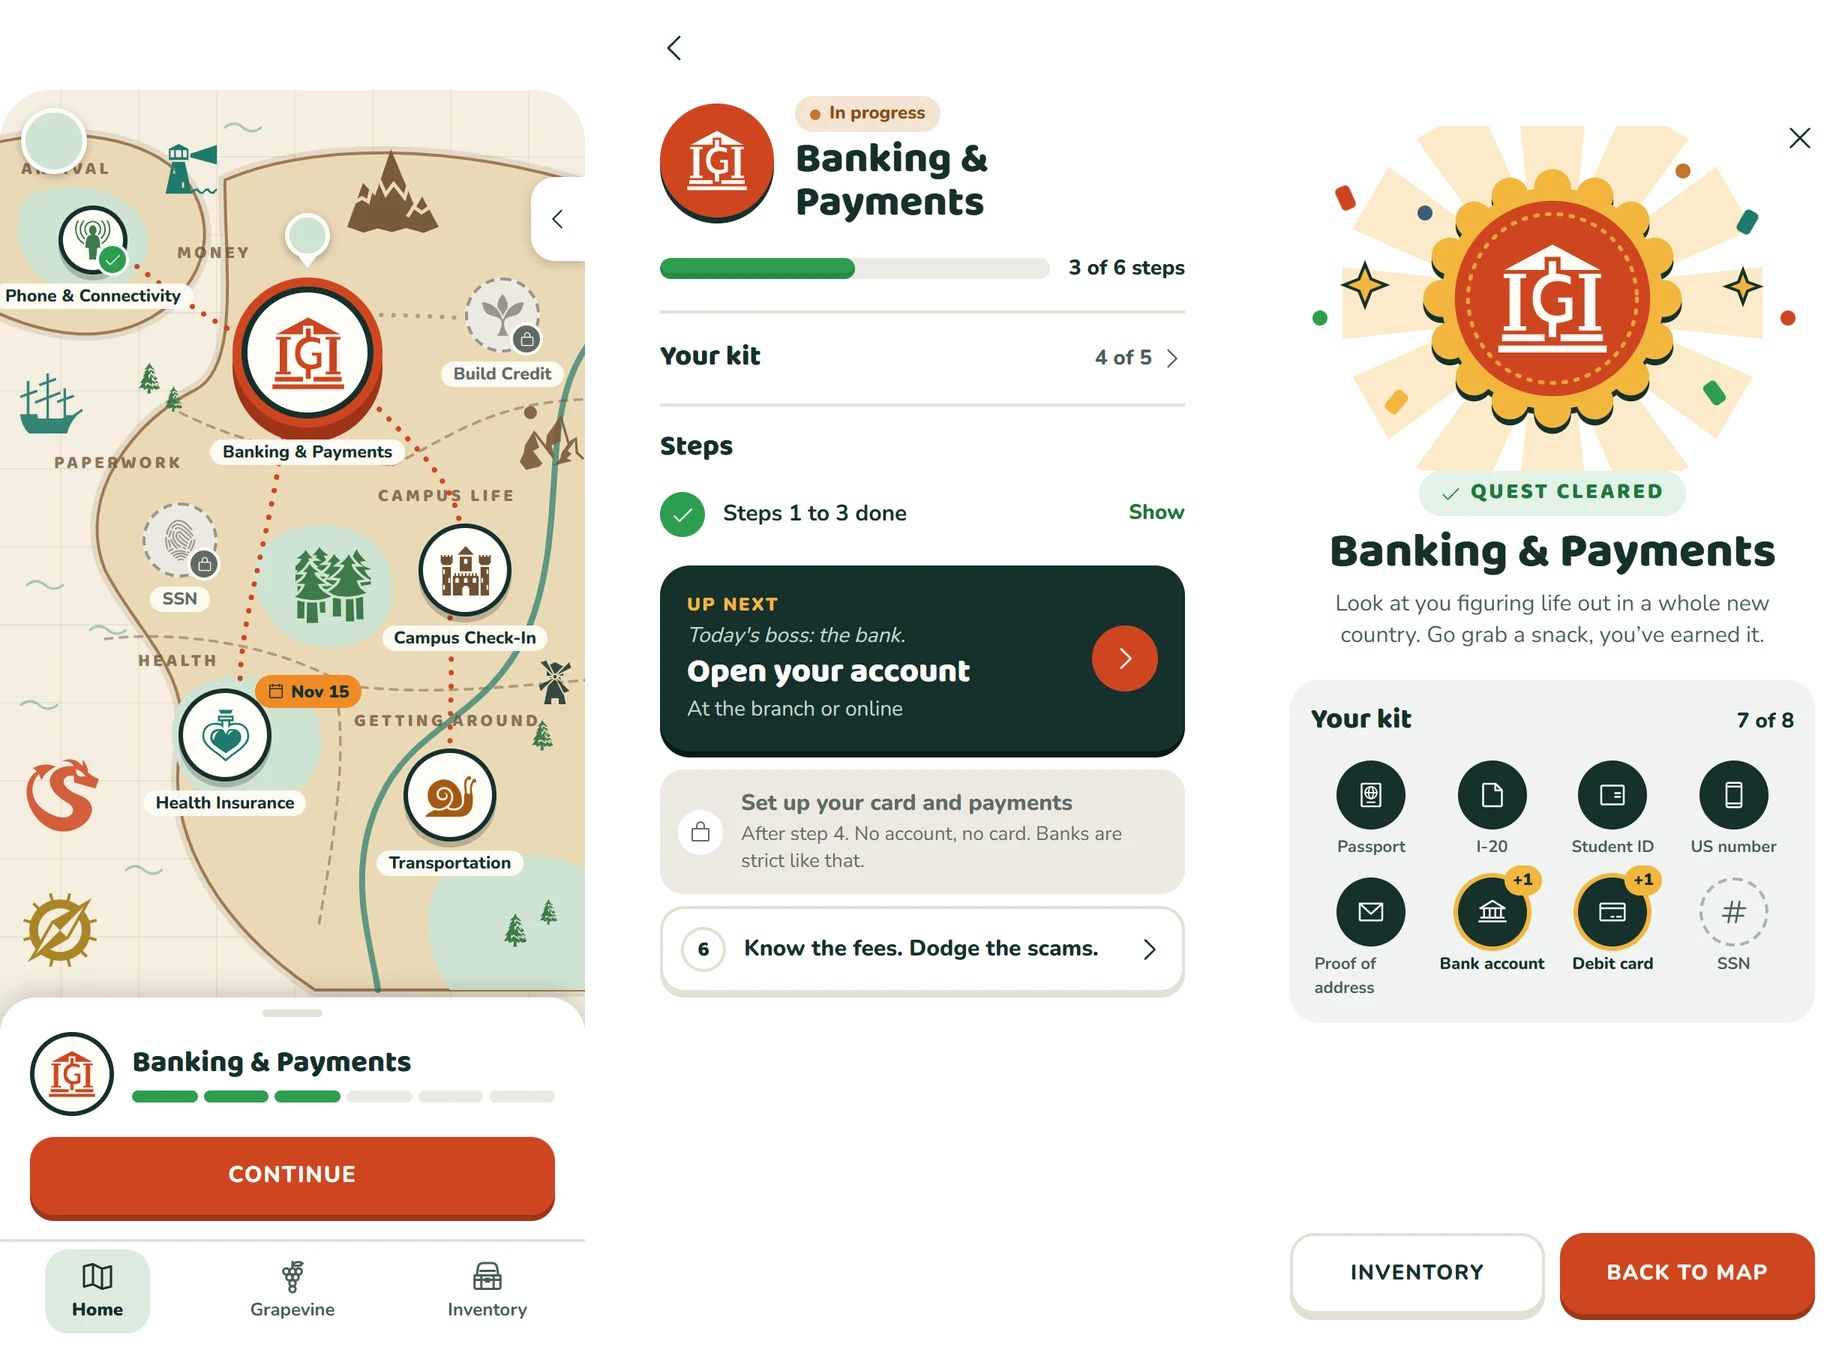 ARRIVAL
MONEY
Phone & Connectivity
Build Credit
Banking & Payments
PAPERWORK
CAMPUS LIFE
SSN
Campus Check-In
HEALTH
Nov 15
GETTING AROUND
Health Insurance
Transportation
Banking & Payments
CONTINUE
Home
Grapevine
Inventory
In progress
Banking &
Payments
3 of 6 steps
Your kit
4 of 5
Steps
Steps 1 to 3 done
Show
UP NEXT
Today's boss: the bank.
Open your account
At the branch or online
Set up your card and payments
After step 4. No account, no card. Banks are
strict like that.
6
Know the fees. Dodge the scams.
QUEST CLEARED
Banking & Payments
Look at you figuring life out in a whole new
country. Go grab a snack, you’ve earned it.
Your kit
7 of 8
Passport
I-20
Student ID
US number
+1
+1
Proof of
address
Bank account
Debit card
SSN
INVENTORY
BACK TO MAP